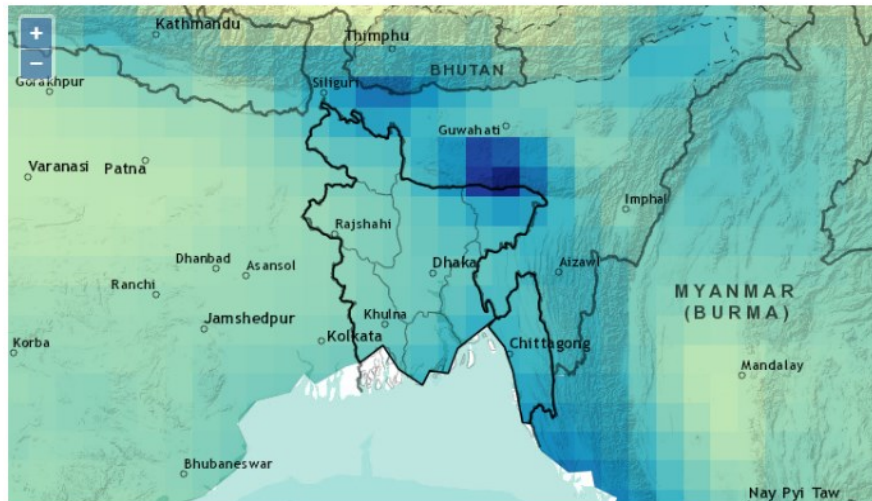 Kathmandu
+
Thimphu
−
BHUTAN
Gorakhpur
Siliguri
Guwahati
Varanasi
Patna
Imphal
Rajshahi
Dhanbad
Dhaka
Aizawl
Asansol
Ranchi
MYANMAR
(BURMA)
Khulna
Jamshedpur
Kolkata
Korba
Chittagong
Mandalay
Bhubaneswar
Nay Pyi Taw